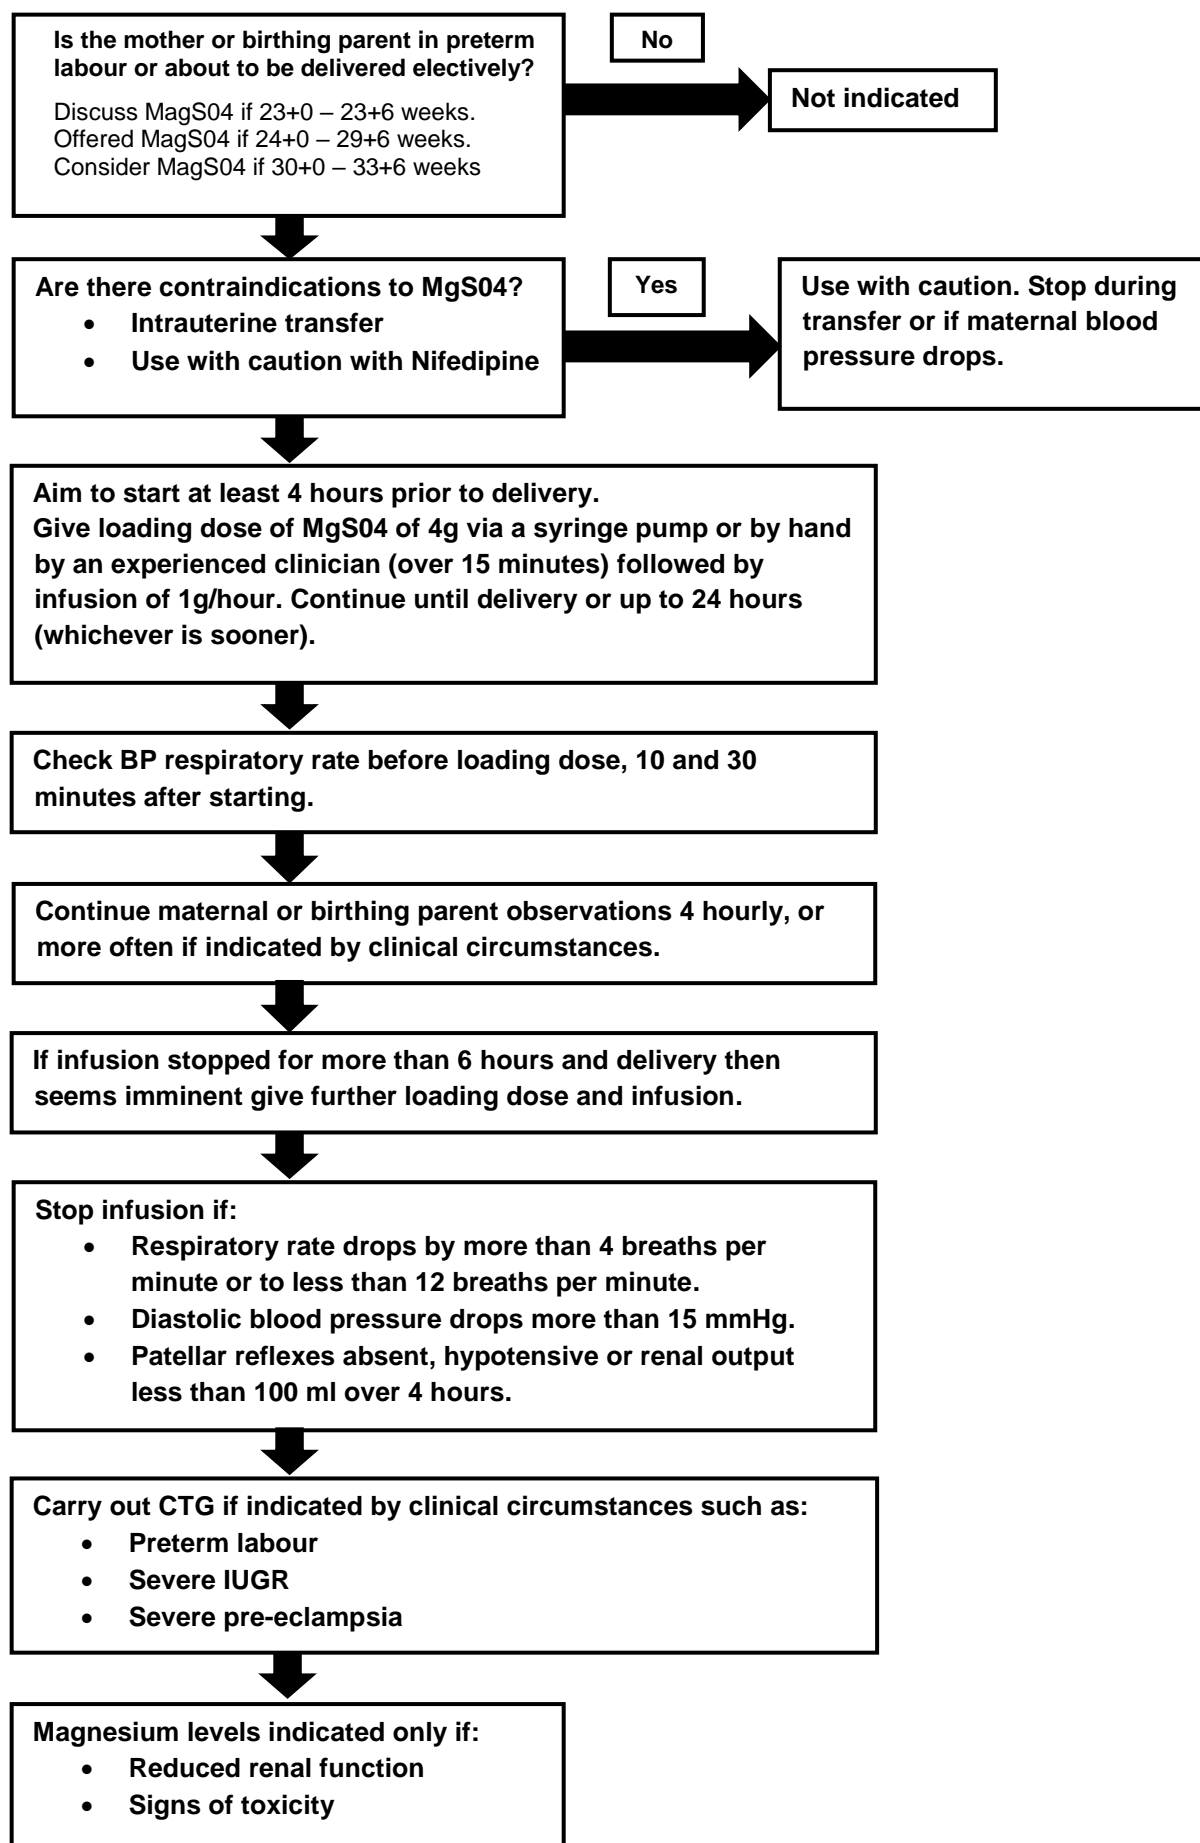 Is the mother or birthing parent in preterm
labour or about to be delivered electively?
Discuss MagS04 if 23+0 – 23+6 weeks.
Offered MagS04 if 24+0 – 29+6 weeks.
Consider MagS04 if 30+0 – 33+6 weeks
No
Not indicated
Are there contraindications to MgS04?
• Intrauterine transfer
• Use with caution with Nifedipine
Yes
Use with caution. Stop during
transfer or if maternal blood
pressure drops.
Aim to start at least 4 hours prior to delivery.
Give loading dose of MgS04 of 4g via a syringe pump or by hand
by an experienced clinician (over 15 minutes) followed by
infusion of 1g/hour. Continue until delivery or up to 24 hours
(whichever is sooner).
Check BP respiratory rate before loading dose, 10 and 30
minutes after starting.
Continue maternal or birthing parent observations 4 hourly, or
more often if indicated by clinical circumstances.
If infusion stopped for more than 6 hours and delivery then
seems imminent give further loading dose and infusion.
Stop infusion if:
• Respiratory rate drops by more than 4 breaths per
minute or to less than 12 breaths per minute.
• Diastolic blood pressure drops more than 15 mmHg.
• Patellar reflexes absent, hypotensive or renal output
less than 100 ml over 4 hours.
Carry out CTG if indicated by clinical circumstances such as:
• Preterm labour
• Severe IUGR
• Severe pre-eclampsia
Magnesium levels indicated only if:
• Reduced renal function
• Signs of toxicity